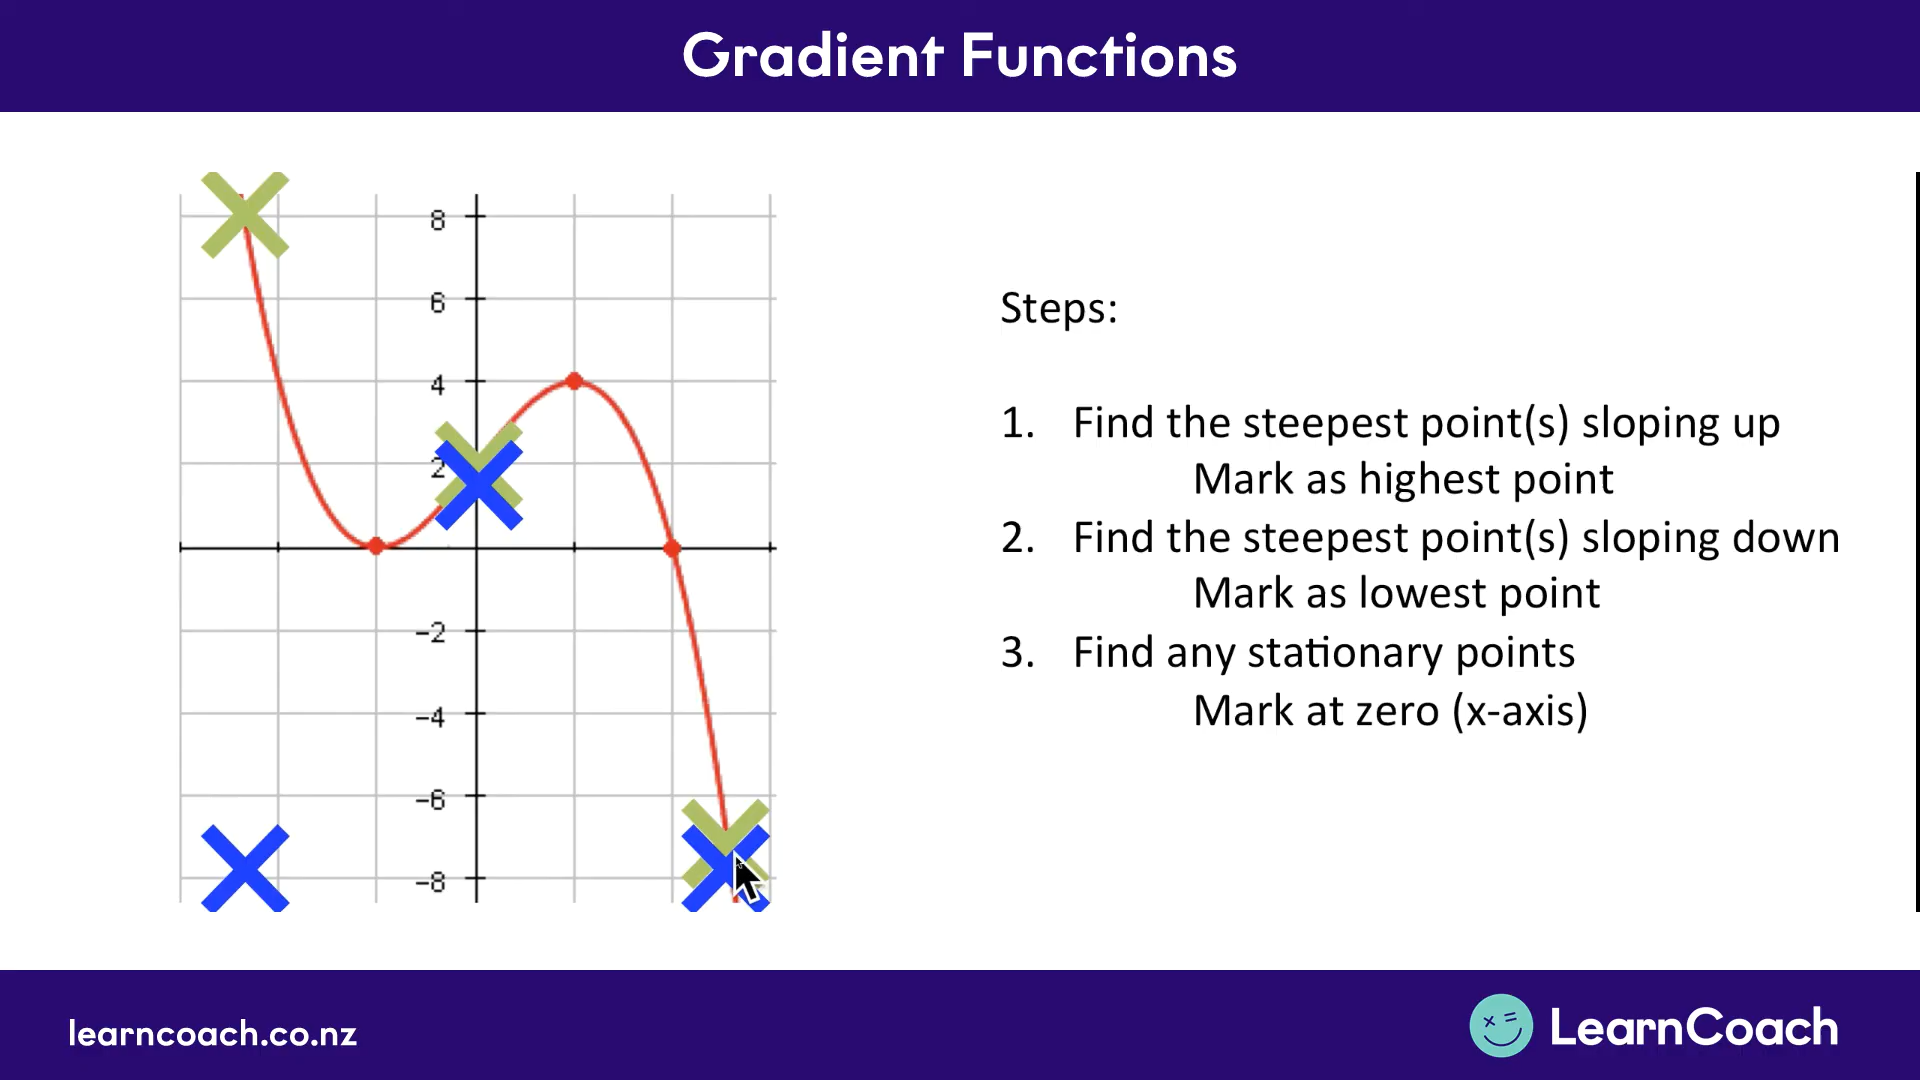 Gradient Functions
8
6
4
2
−2
−4
−6
−8
Steps:
1. Find the steepest point(s) sloping up
Mark as highest point
2. Find the steepest point(s) sloping down
Mark as lowest point
3. Find any stationary points
Mark at zero (x-axis)
learncoach.co.nz
LearnCoach